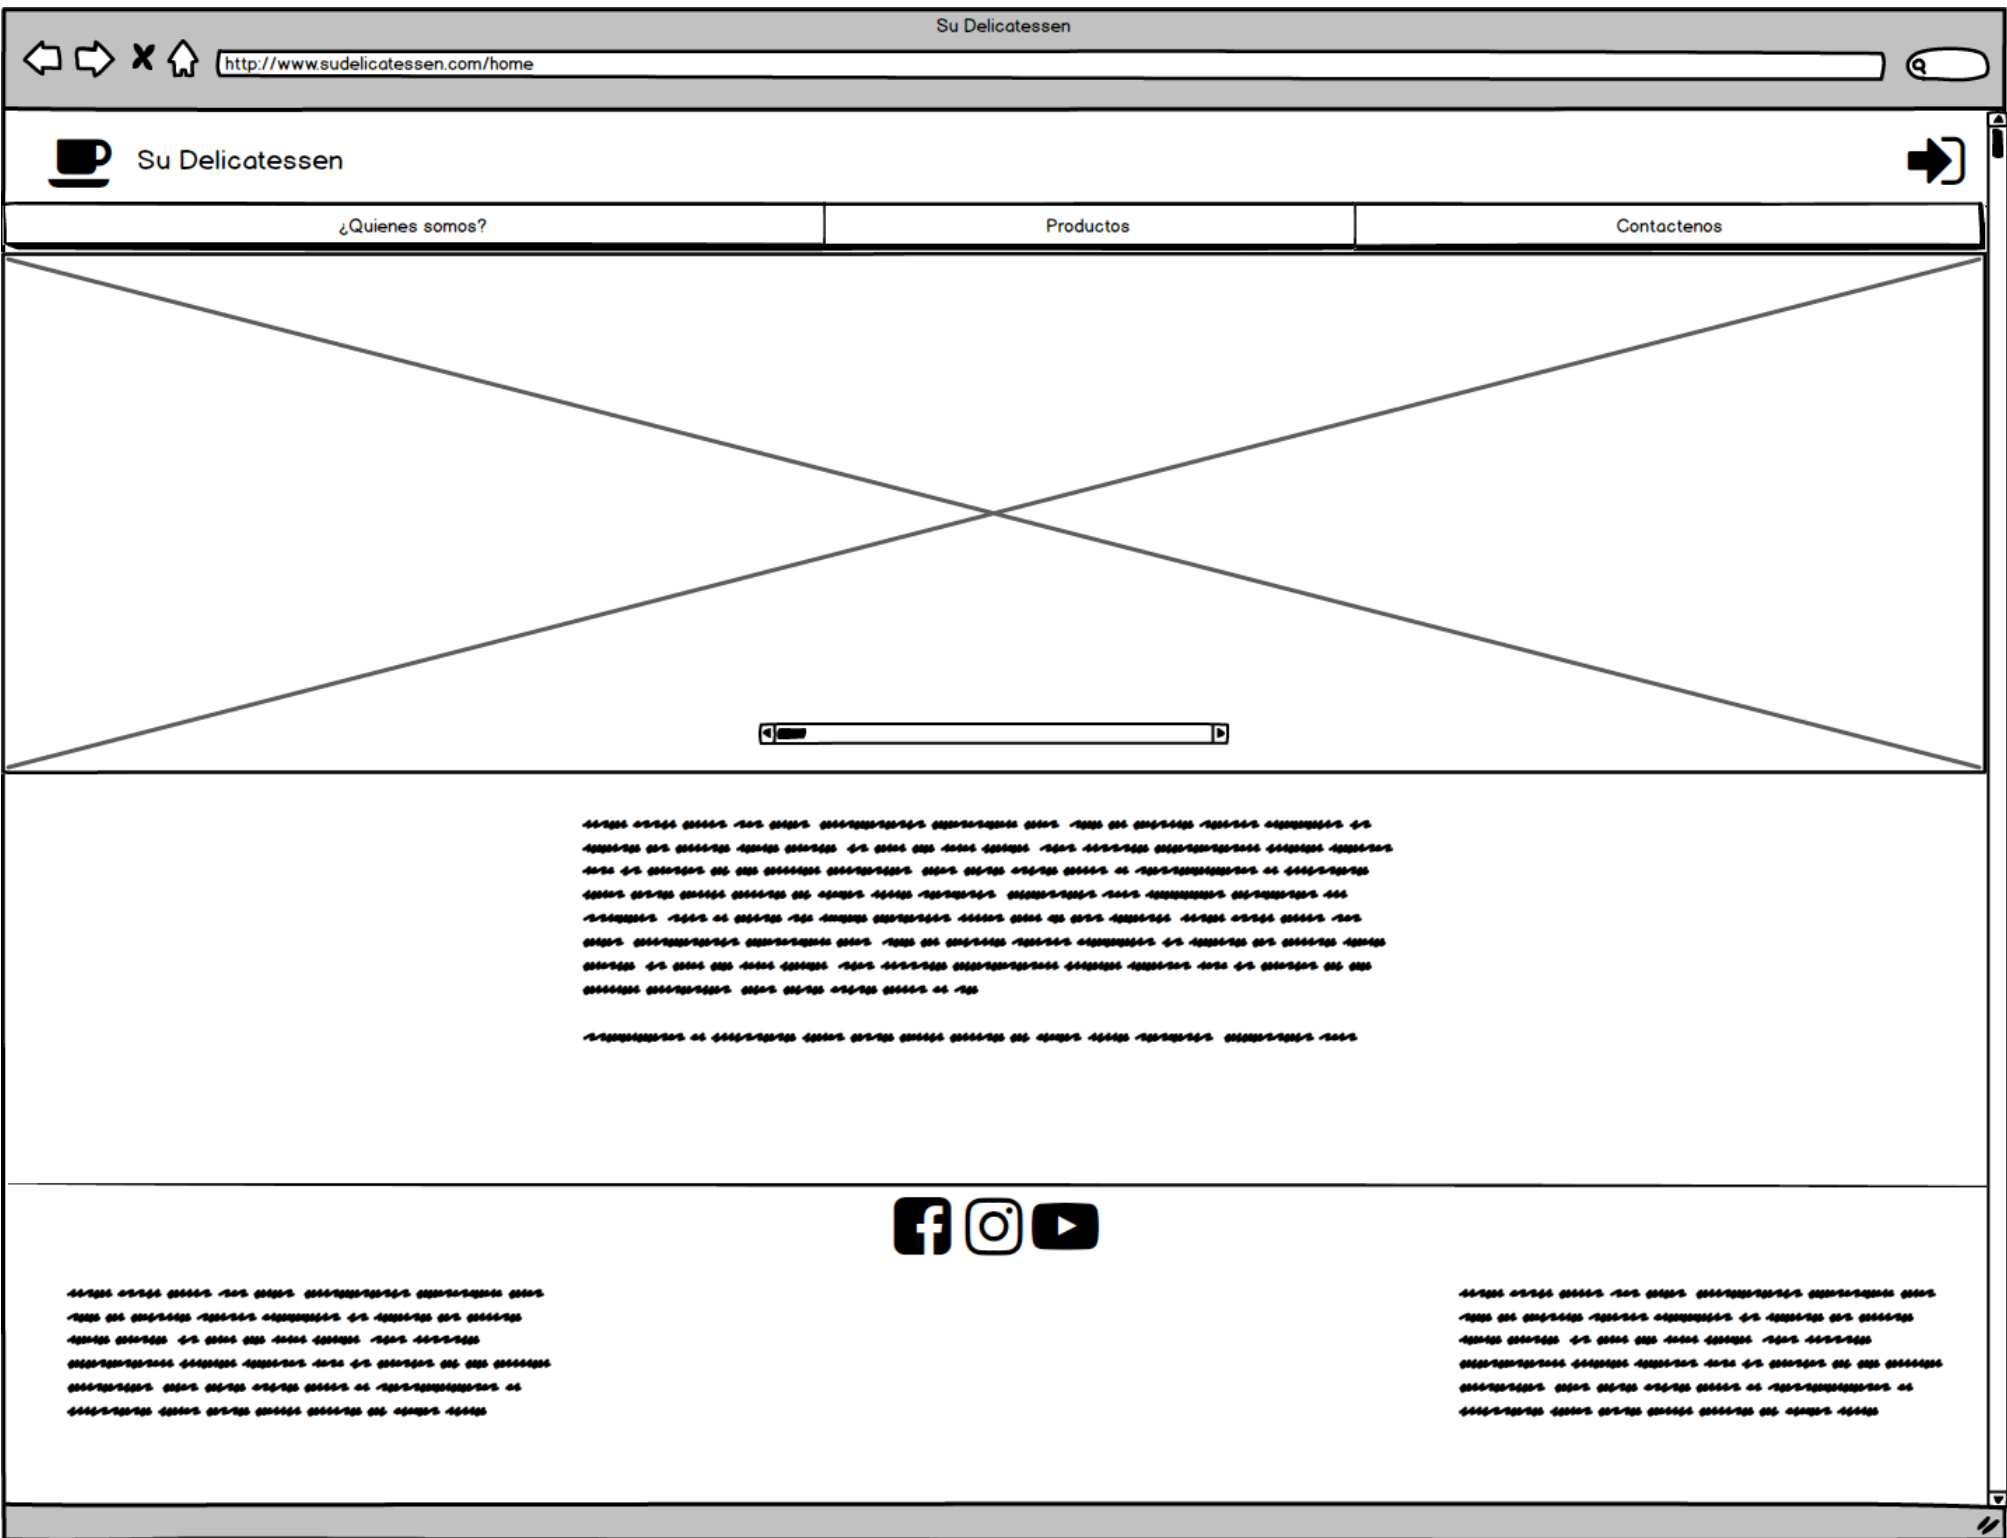 Su Delicatessen
http://www.sudelicatessen.com/home
Su Delicatessen
¿Quienes somos?
Productos
Contactenos